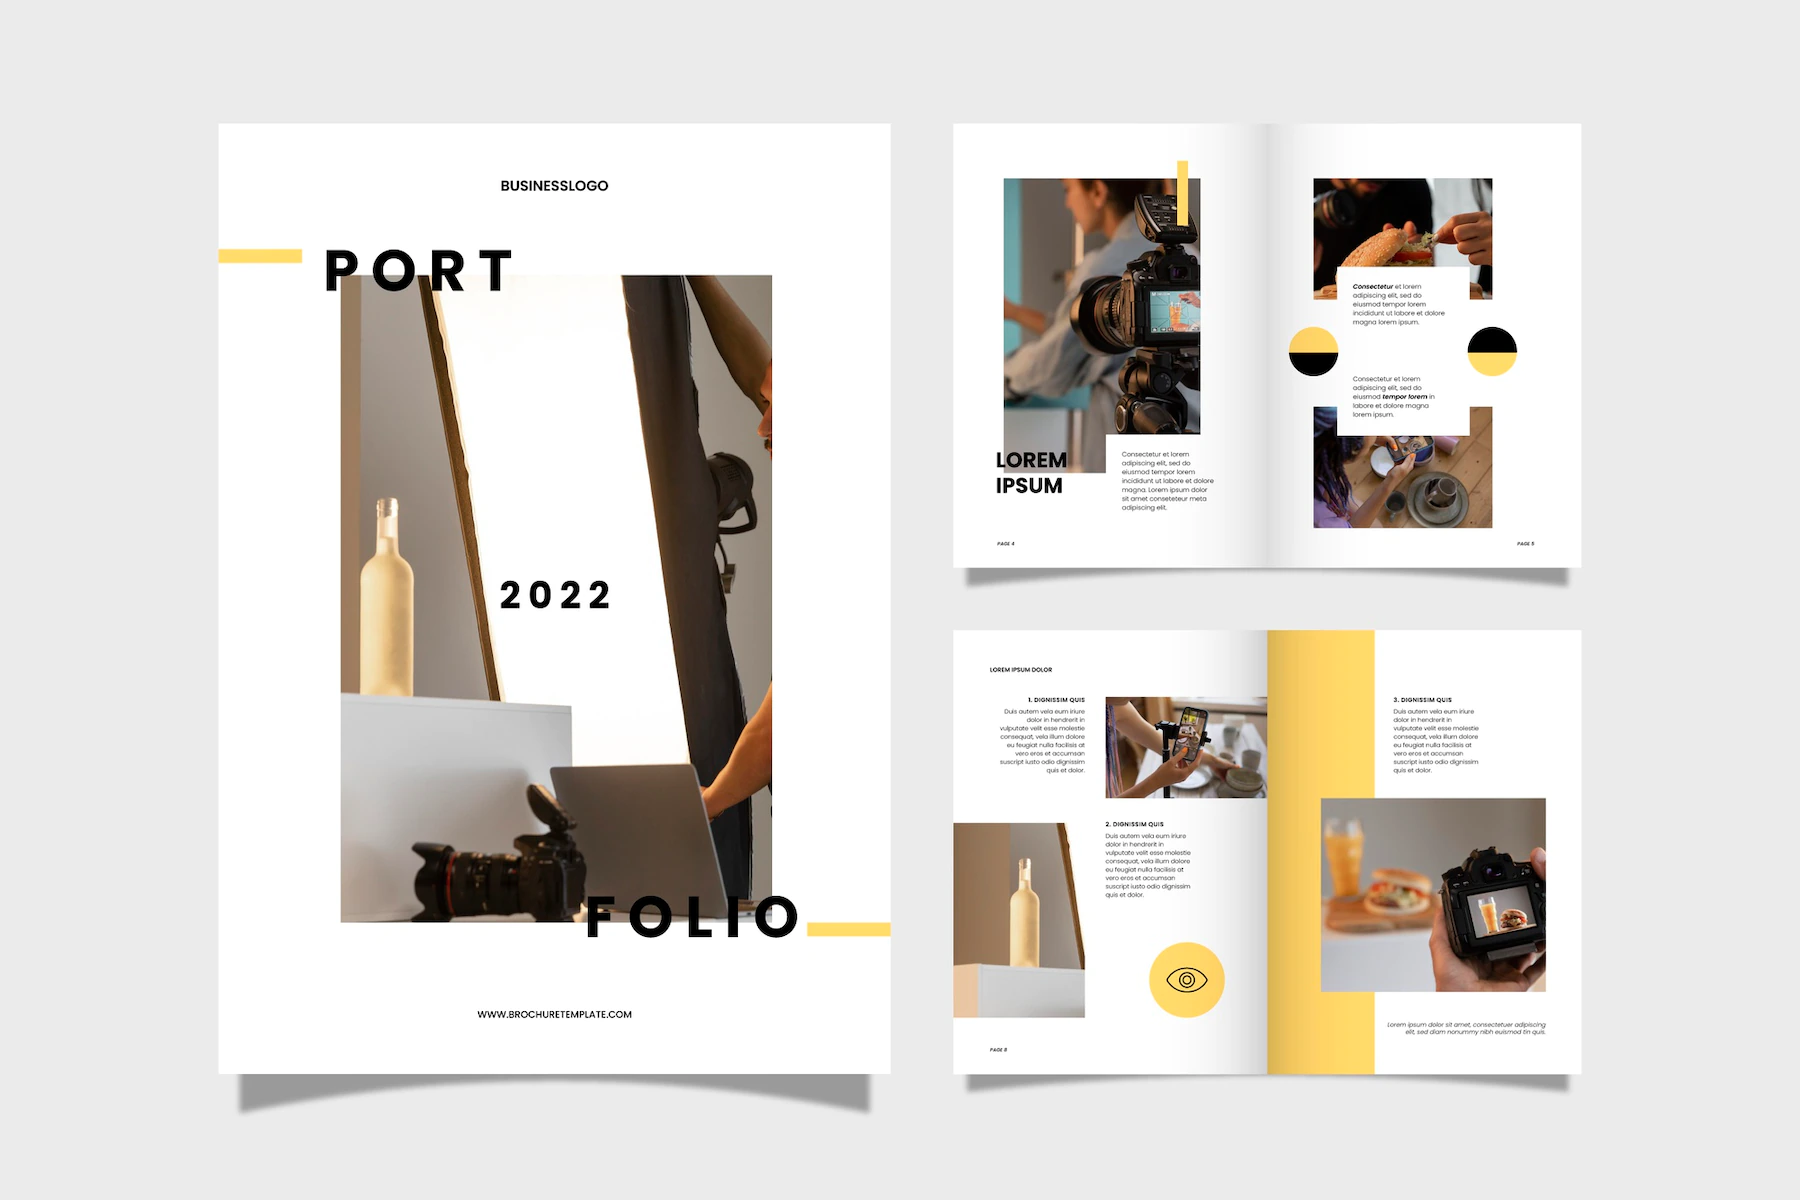 BUSINESSLOGO
PORT
2022
FOLIO
WWW.BROCHURETEMPLATE.COM
LOREM
IPSUM
Consectetur et lorem
adipiscing elit, sed do
eiusmod tempor lorem
incididunt ut labore et dolore
magna. Lorem ipsum dolor
sit amet conseteteur meta
adipiscing elit.
PAGE 4
Consectetur et lorem
adipiscing elit, sed do
eiusmod tempor lorem
incididunt ut labore et dolore
magna lorem ipsum.
Consectetur et lorem
adipiscing elit, sed do
eiusmod tempor lorem in
labore et dolore magna
lorem ipsum.
PAGE 5
LOREM IPSUM DOLOR
1. DIGNISSIM QUIS
Duis autem vela eum iriure
dolor in hendrerit in
vulputate velit esse molestie
consequat, vela illum dolore
eu feugiat nulla facilisis at
vero eros et accumsan
suscript iusto odio dignissim
quis et dolor.
2. DIGNISSIM QUIS
Duis autem vela eum iriure
dolor in hendrerit in
vulputate velit esse molestie
consequat, vela illum dolore
eu feugiat nulla facilisis at
vero eros et accumsan
suscript iusto odio dignissim
quis et dolor.
PAGE 8
3. DIGNISSIM QUIS
Duis autem vela eum iriure
dolor in hendrerit in
vulputate velit esse molestie
consequat, vela illum dolore
eu feugiat nulla facilisis at
vero eros et accumsan
suscript iusto odio dignissim
quis et dolor.
Lorem ipsum dolor sit amet, consectetuer adipiscing
elit, sed diam nonummy nibh euismod tin quis.